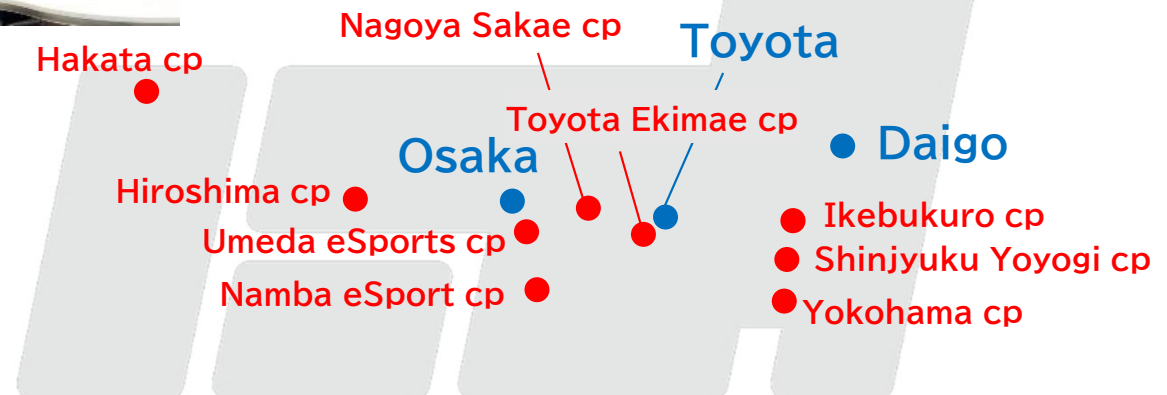 Nagoya Sakae cp
Toyota
Hakata cp
Toyota Ekimae cp
Osaka
Daigo
Hiroshima cp
Ikebukuro cp
Umeda eSports cp
Shinjyuku Yoyogi cp
Namba eSport cp
Yokohama cp